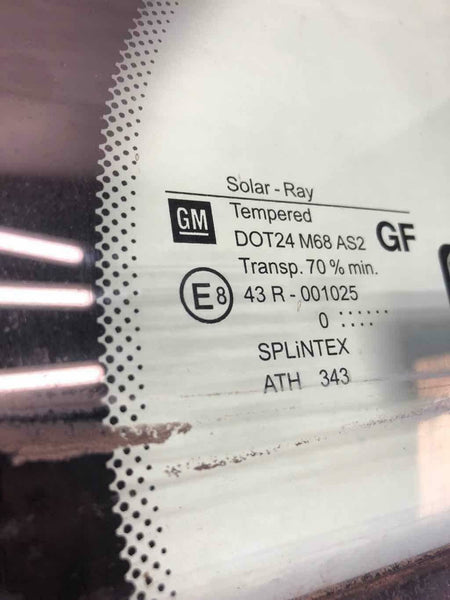 Solar - Ray
GM
Tempered
DOT24 M68 AS2
GF
Transp. 70 % min.
E8
43 R - 001025
0 ::::::
SPLiNTEX
ATH 343